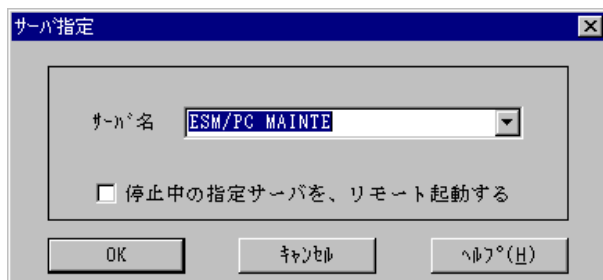 サーバ指定
ｻｰﾊﾞ名 ESM/PC MAINTE
停止中の指定サーバを、リモート起動する
OK ｷｬﾝｾﾙ ﾍﾙﾌﾟ(H)